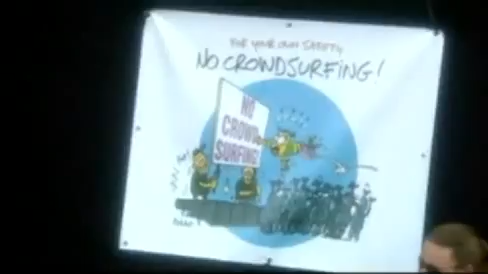 FOR YOUR OWN SAFETY
NO CROWDSURFING!
NO
CROWD
SURFING!